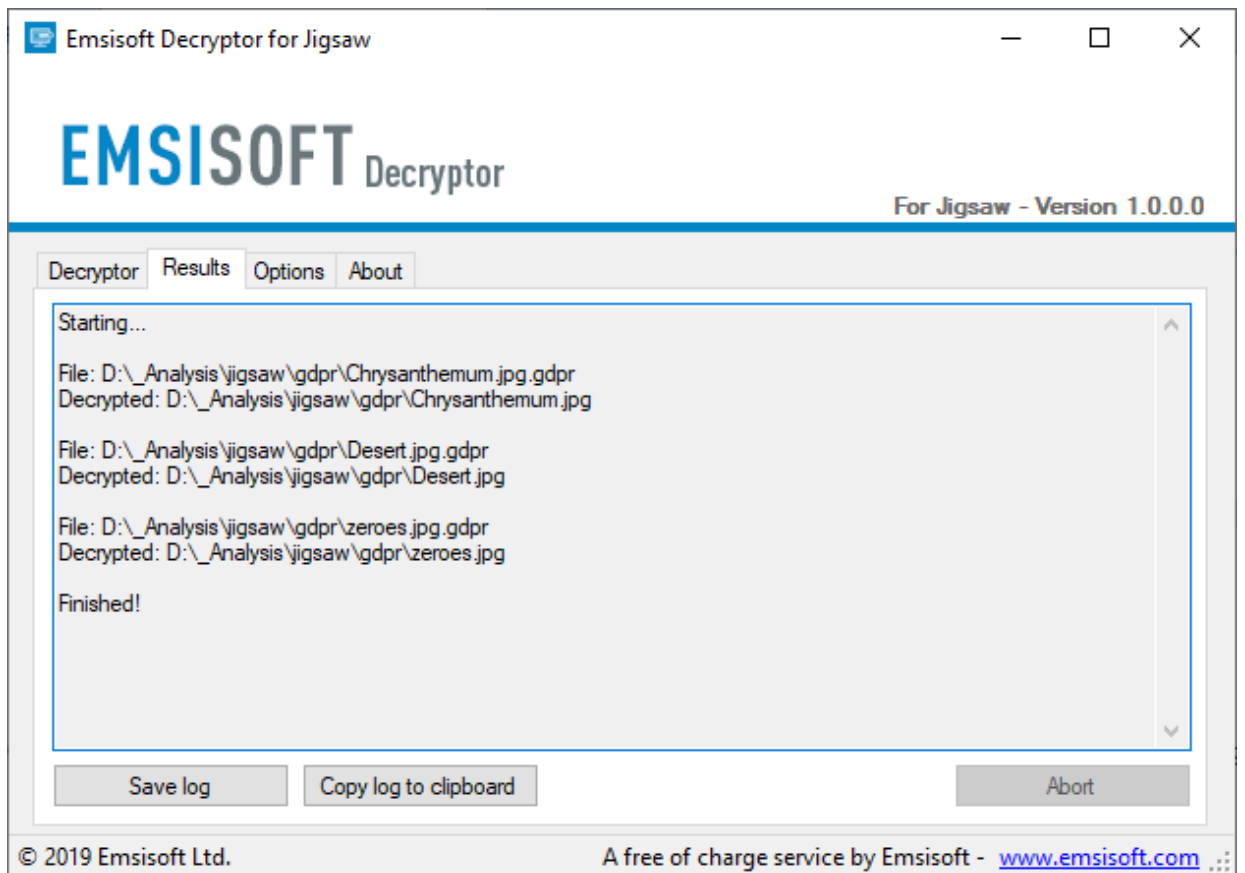 Emsisoft Decryptor for Jigsaw
EMSISOFT Decryptor
For Jigsaw - Version 1.0.0.0
Decryptor Results Options About
Starting...
File: D:\_Analysis\jigsaw\gdpr\Chrysanthemum.jpg.gdpr
Decrypted: D:\_Analysis\jigsaw\gdpr\Chrysanthemum.jpg
File: D:\_Analysis\jigsaw\gdpr\Desert.jpg.gdpr
Decrypted: D:\_Analysis\jigsaw\gdpr\Desert.jpg
File: D:\_Analysis\jigsaw\gdpr\zeroes.jpg.gdpr
Decrypted: D:\_Analysis\jigsaw\gdpr\zeroes.jpg
Finished!
Save log Copy log to clipboard Abort
© 2019 Emsisoft Ltd. A free of charge service by Emsisoft - www.emsisoft.com